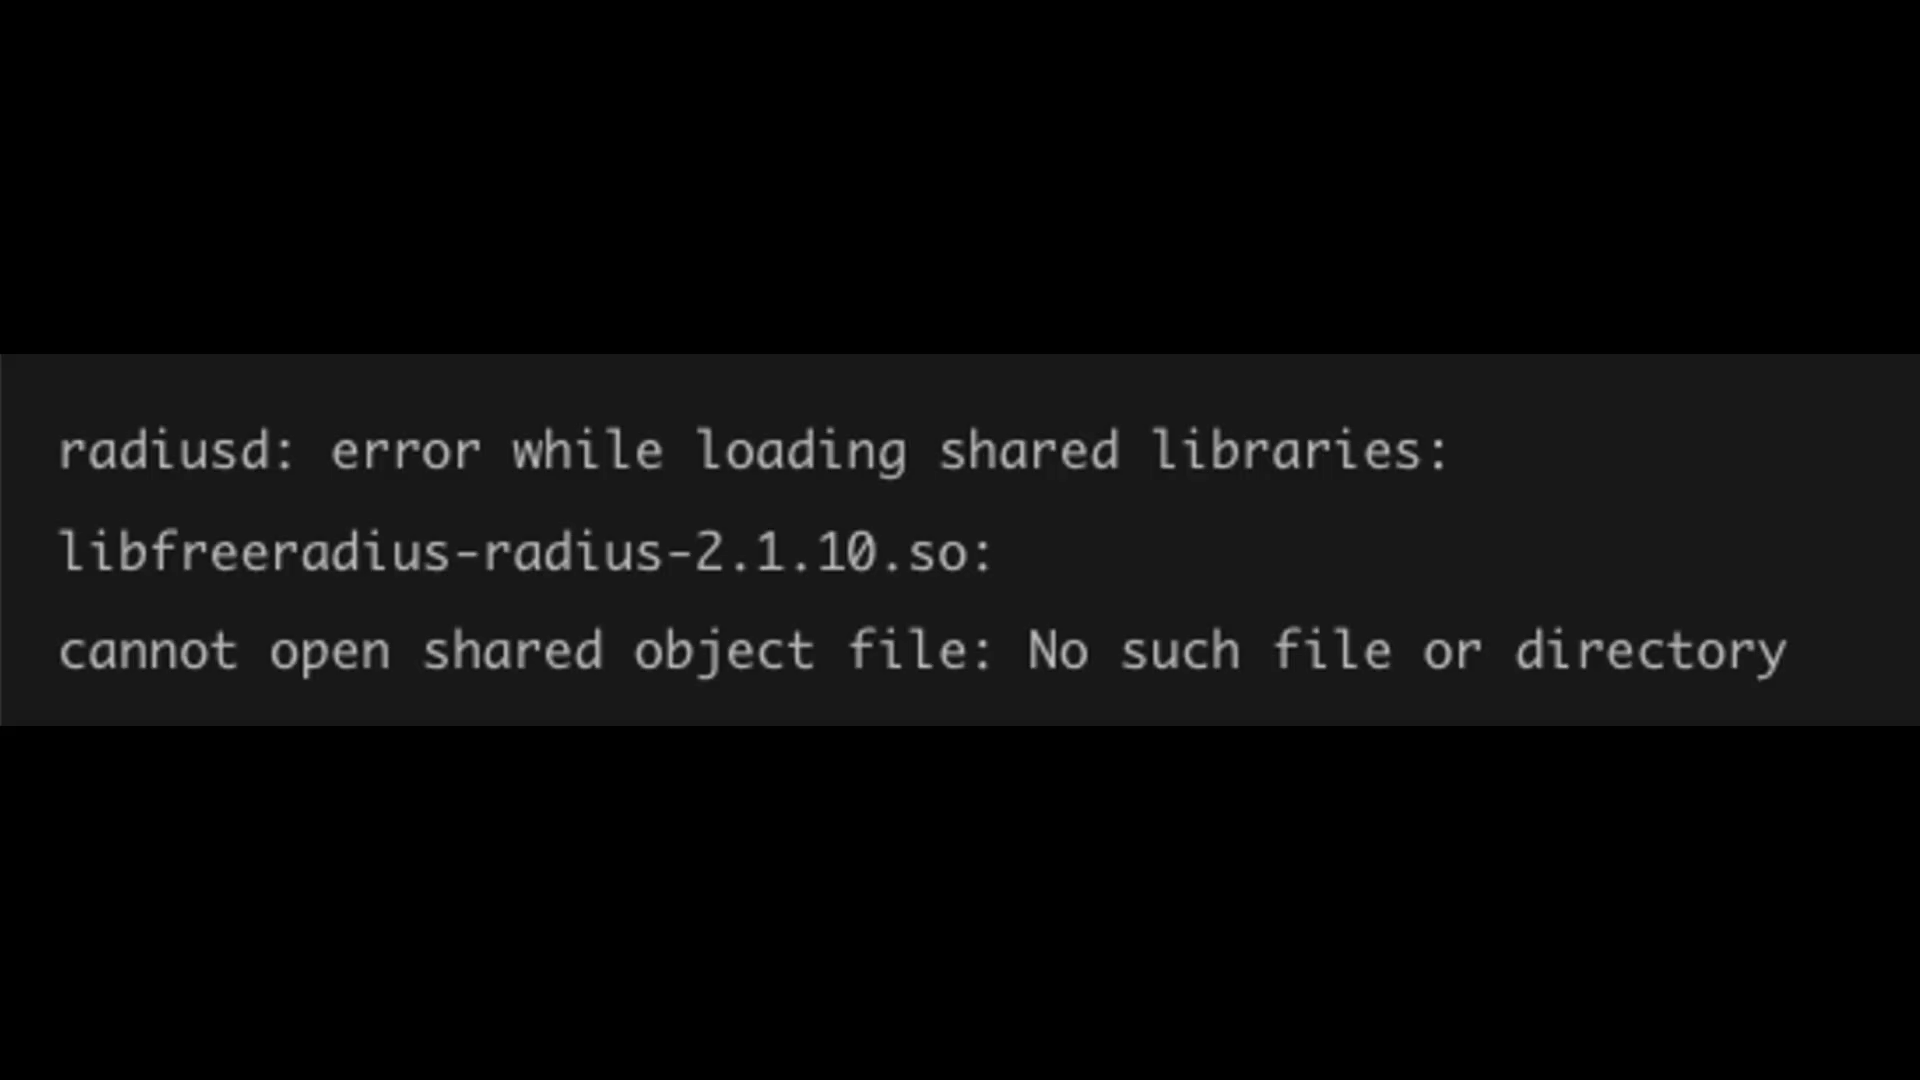 radiusd: error while loading shared libraries:
libfreeradius-radius-2.1.10.so:
cannot open shared object file: No such file or directory